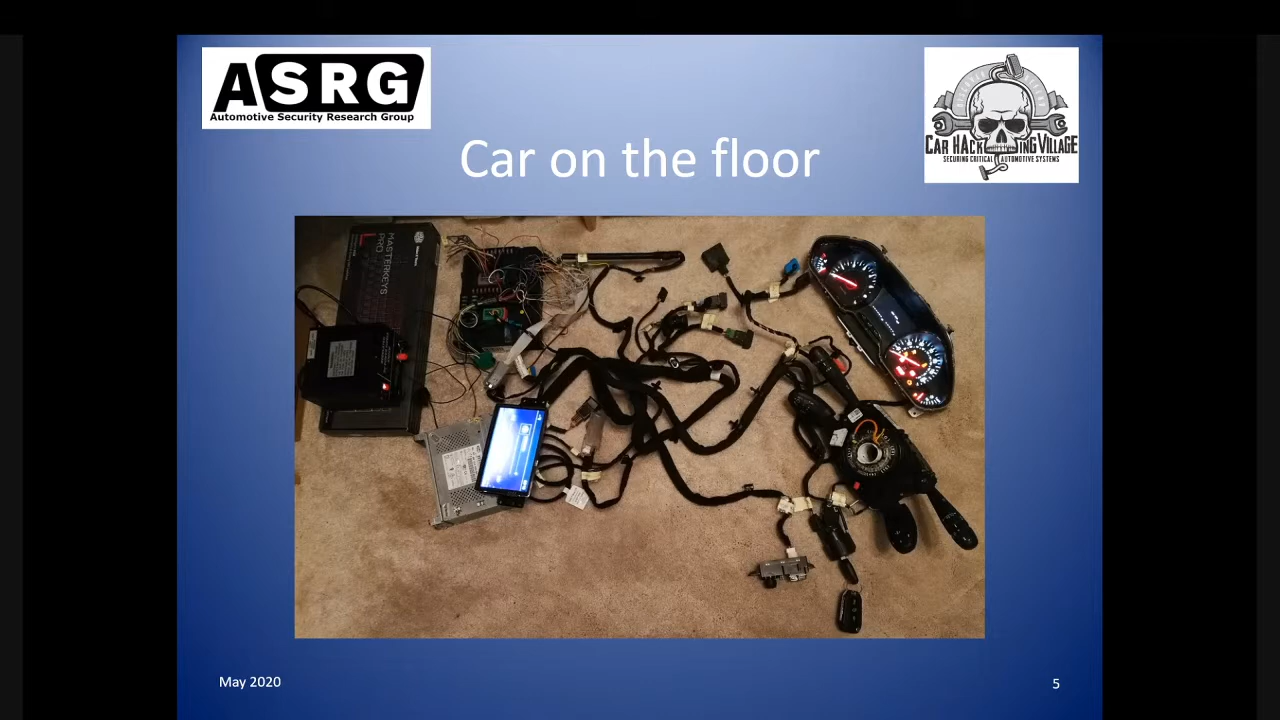 ASRG
Automotive Security Research Group
CAR HACKING VILLAGE
SECURING CRITICAL AUTOMOTIVE SYSTEMS
Car on the floor
MASTERKEYS
PRO L
May 2020
5